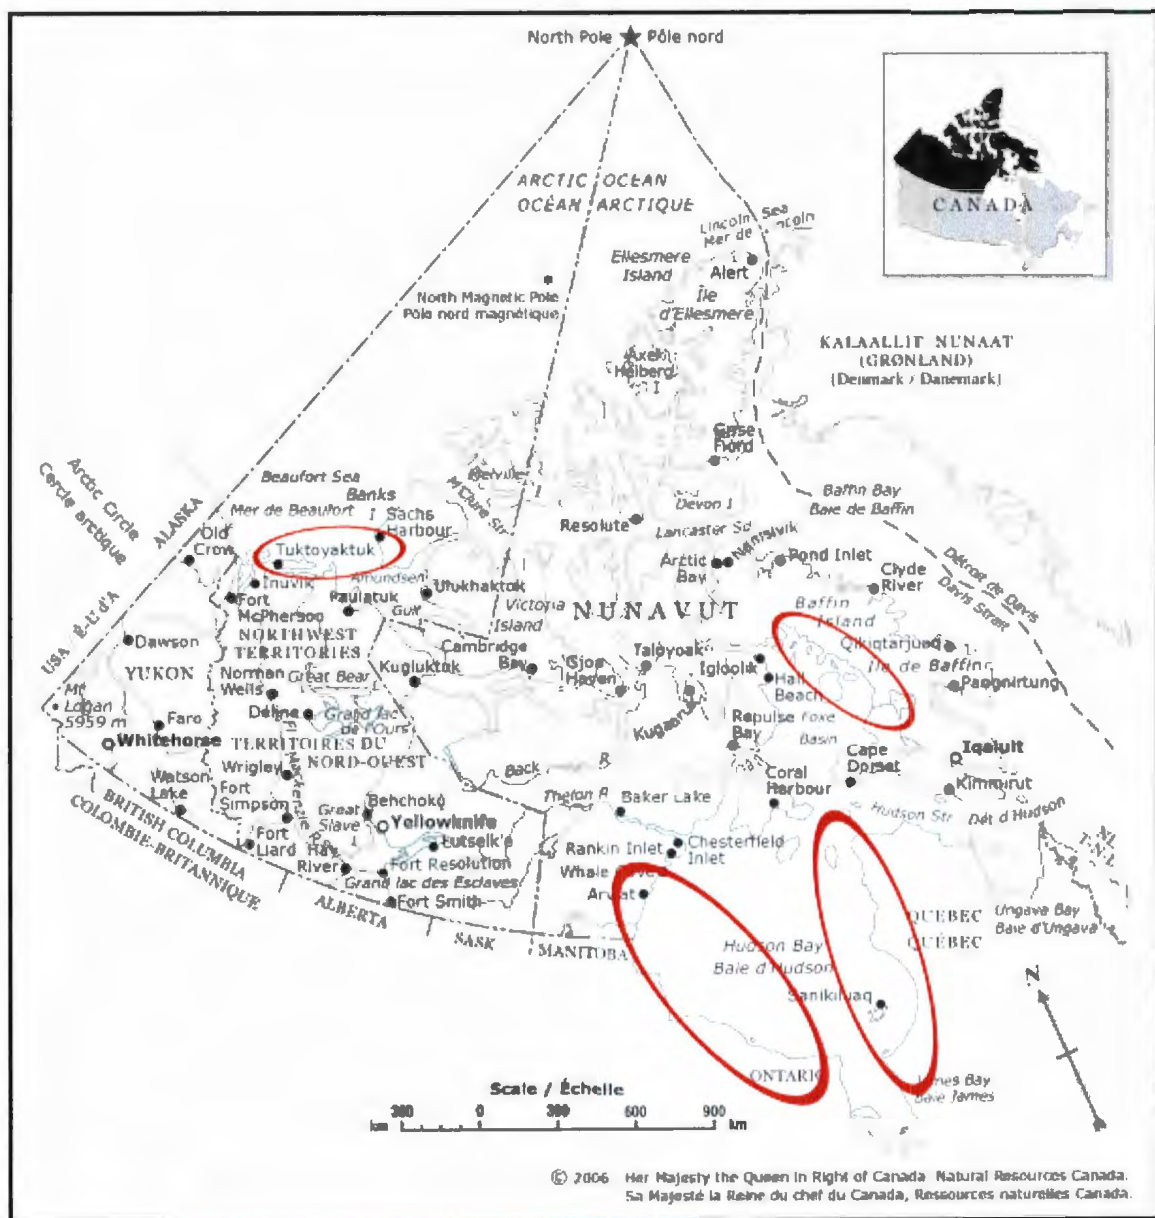 North Pole ★ Pôle nord
CANADA
ARCTIC OCEAN
OCÉAN ARCTIQUE
Lincoln Sea
Mer de Lincoln
Ellesmere
Island
Alert
Île
d'Ellesmere
North Magnetic Pole
Pôle nord magnétique
KALAALLIT NUNAAT
(GRØNLAND)
(Denmark / Danemark)
Axel
Heiberg
I
Grise
Fiord
Arctic Circle
Cercle arctique
ALASKA
USA É-U d'A
Beaufort Sea
Mer de Beaufort
Banks
I
Sachs
Harbour
Melville
M'Clure Str
Devon I
Baffin Bay
Baie de Baffin
Resolute
Lancaster Sd
Nanisivik
Arctic
Bay
Pond Inlet
Clyde
River
Détroit de Davis
Davis Strait
Old
Crow
Tuktoyaktuk
Inuvik
Fort
McPherson
Amundsen
Gulf
Paulatuk
Ulukhaktok
Victoria
Island
NUNAVUT
Baffin
Island
Qikiqtarjuaq
Île de Baffin
Pangnirtung
Dawson
YUKON
NORTHWEST
TERRITORIES
Norman
Wells
Great Bear
Kugluktuk
Cambridge
Bay
Gjoa
Haven
Taloyoak
Kugaaruk
Igloolik
Hall
Beach
Repulse
Bay
Foxe
Basin
Mt
Logan
5959 m
Faro
Whitehorse
Déline
Grand lac
de l'Ours
TERRITOIRES DU
NORD-OUEST
Mackenzie R
Wrigley
Watson
Lake
Fort
Simpson
Back
R
Thelon R
Baker Lake
Coral
Harbour
Cape
Dorset
Iqaluit
Kimmirut
Hudson Str
Dét d'Hudson
Behchokò
Great
Slave
L
Yellowknife
Lutselk'e
Fort
Liard
Hay
River
Fort Resolution
Grand lac des Esclaves
Fort Smith
Chesterfield
Inlet
Rankin Inlet
Arviat
BRITISH COLUMBIA
COLOMBIE-BRITANNIQUE
ALBERTA
SASK
MANITOBA
Hudson Bay
Baie d'Hudson
Sanikiluaq
QUEBEC
QUÉBEC
Ungava Bay
Baie d'Ungava
ONTARIO
James Bay
Baie James
N
Scale / Échelle
300 0 300 600 900
km km
© 2006 Her Majesty the Queen in Right of Canada Natural Resources Canada.
Sa Majesté la Reine du chef du Canada, Ressources naturelles Canada.